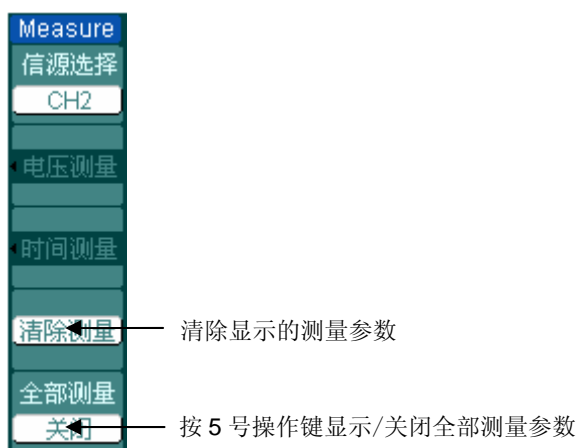 Measure
信源选择
CH2
电压测量
时间测量
清除测量
清除显示的测量参数
全部测量
关闭
按 5 号操作键显示/关闭全部测量参数